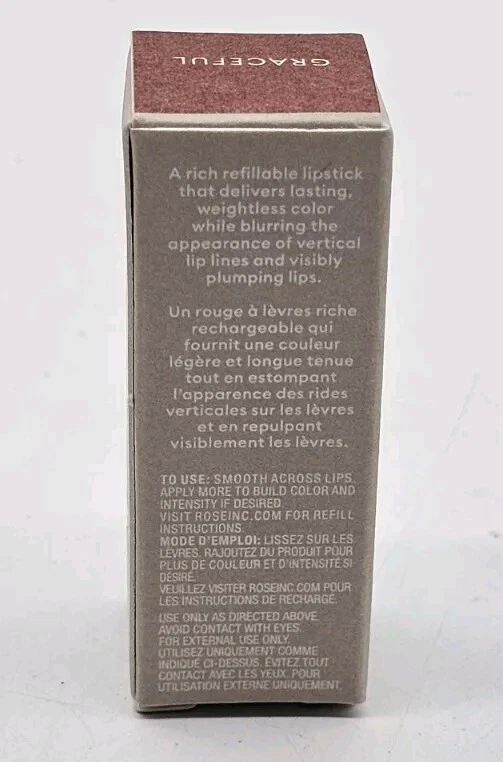 GRACEFUL
A rich refillable lipstick
that delivers lasting,
weightless color
while blurring the
appearance of vertical
lip lines and visibly
plumping lips.
Un rouge à lèvres riche
rechargeable qui
fournit une couleur
légère et longue tenue
tout en estompant
l'apparence des rides
verticales sur les lèvres
et en repulpant
visiblement les lèvres.
TO USE: SMOOTH ACROSS LIPS.
APPLY MORE TO BUILD COLOR AND
INTENSITY IF DESIRED.
VISIT ROSEINC.COM FOR REFILL
INSTRUCTIONS.
MODE D'EMPLOI: LISSEZ SUR LES
LÈVRES. RAJOUTEZ DU PRODUIT POUR
PLUS DE COULEUR ET D'INTENSITÉ SI
DÉSIRÉ.
VEUILLEZ VISITER ROSEINC.COM POUR
LES INSTRUCTIONS DE RECHARGE.
USE ONLY AS DIRECTED ABOVE.
AVOID CONTACT WITH EYES.
FOR EXTERNAL USE ONLY.
UTILISEZ UNIQUEMENT COMME
INDIQUÉ CI-DESSUS. ÉVITEZ TOUT
CONTACT AVEC LES YEUX. POUR
UTILISATION EXTERNE UNIQUEMENT.